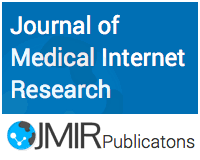 Journal of
Medical Internet
Research
JMIR Publicatons